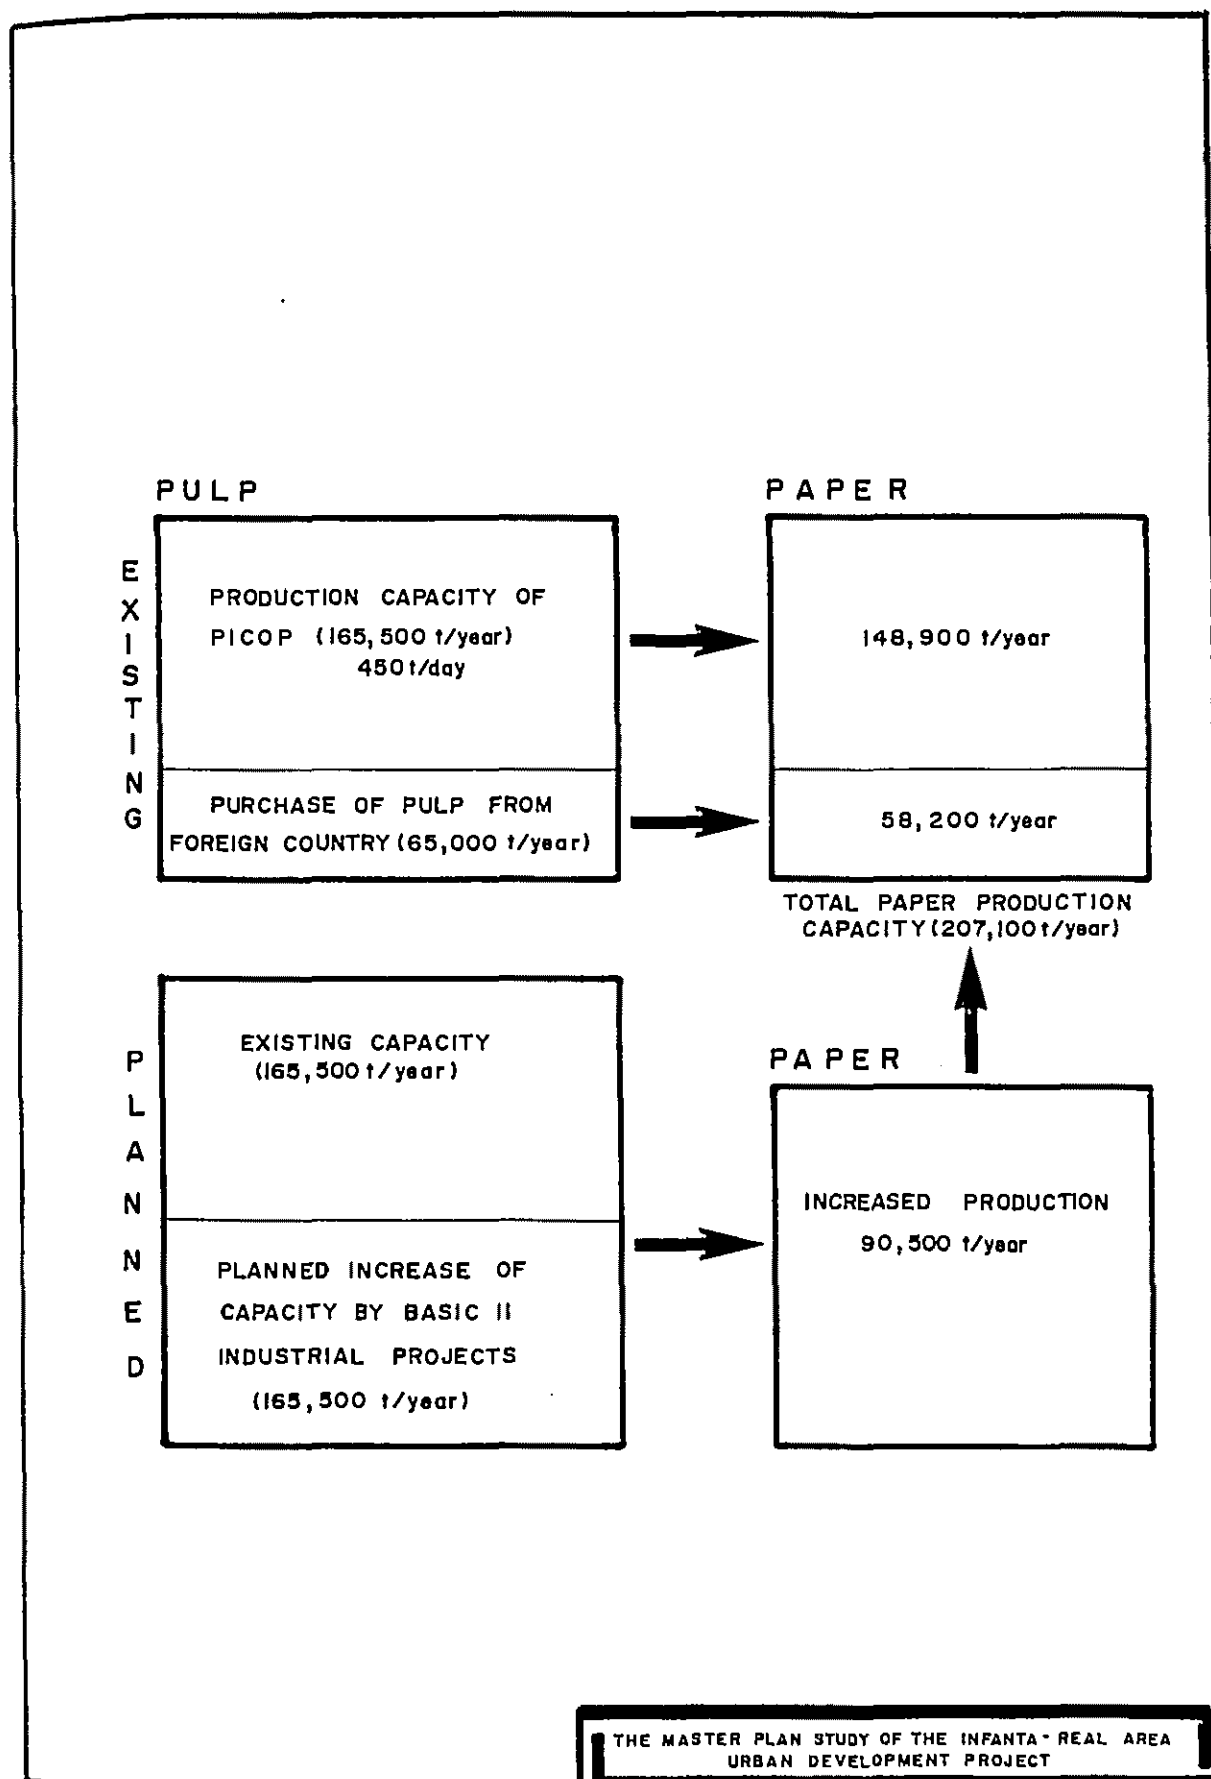 PULP
PAPER
EXISTING
PRODUCTION CAPACITY OF
PICOP (165,500 t/year)
450t/day
148,900 t/year
PURCHASE OF PULP FROM
FOREIGN COUNTRY (65,000 t/year)
58,200 t/year
TOTAL PAPER PRODUCTION
CAPACITY (207,100 t/year)
PLANNED
EXISTING CAPACITY
(165,500 t/year)
PAPER
INCREASED PRODUCTION
90,500 t/year
PLANNED INCREASE OF
CAPACITY BY BASIC II
INDUSTRIAL PROJECTS
(165,500 t/year)
THE MASTER PLAN STUDY OF THE INFANTA-REAL AREA
URBAN DEVELOPMENT PROJECT